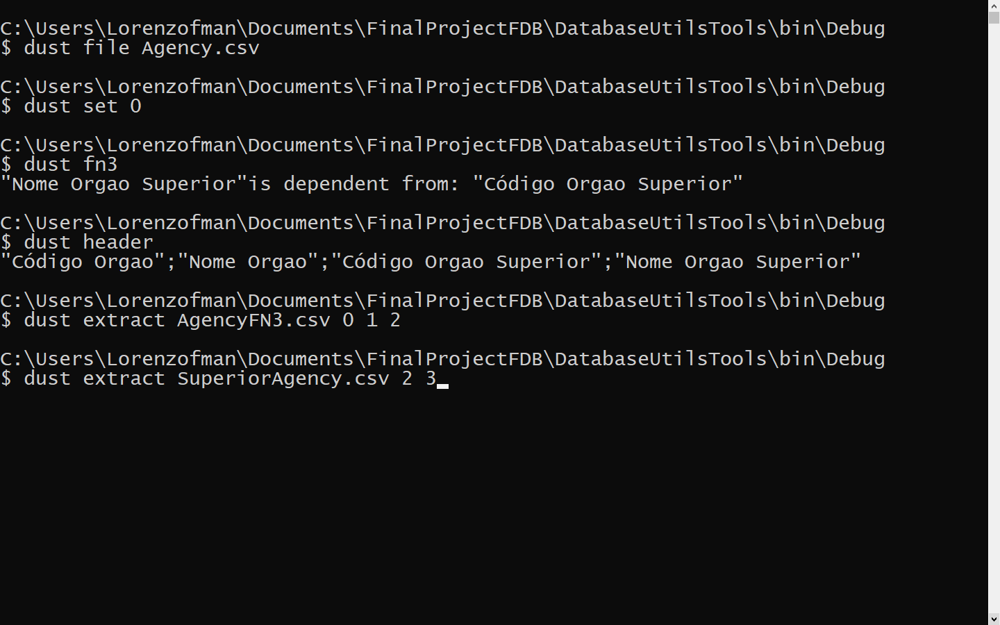 C:\Users\Lorenzofman\Documents\FinalProjectFDB\DatabaseUtilsTools\bin\Debug
$ dust file Agency.csv
C:\Users\Lorenzofman\Documents\FinalProjectFDB\DatabaseUtilsTools\bin\Debug
$ dust set 0
C:\Users\Lorenzofman\Documents\FinalProjectFDB\DatabaseUtilsTools\bin\Debug
$ dust fn3
"Nome Orgao Superior"is dependent from: "Código Orgao Superior"
C:\Users\Lorenzofman\Documents\FinalProjectFDB\DatabaseUtilsTools\bin\Debug
$ dust header
"Código Orgao";"Nome Orgao";"Código Orgao Superior";"Nome Orgao Superior"
C:\Users\Lorenzofman\Documents\FinalProjectFDB\DatabaseUtilsTools\bin\Debug
$ dust extract AgencyFN3.csv 0 1 2
C:\Users\Lorenzofman\Documents\FinalProjectFDB\DatabaseUtilsTools\bin\Debug
$ dust extract SuperiorAgency.csv 2 3